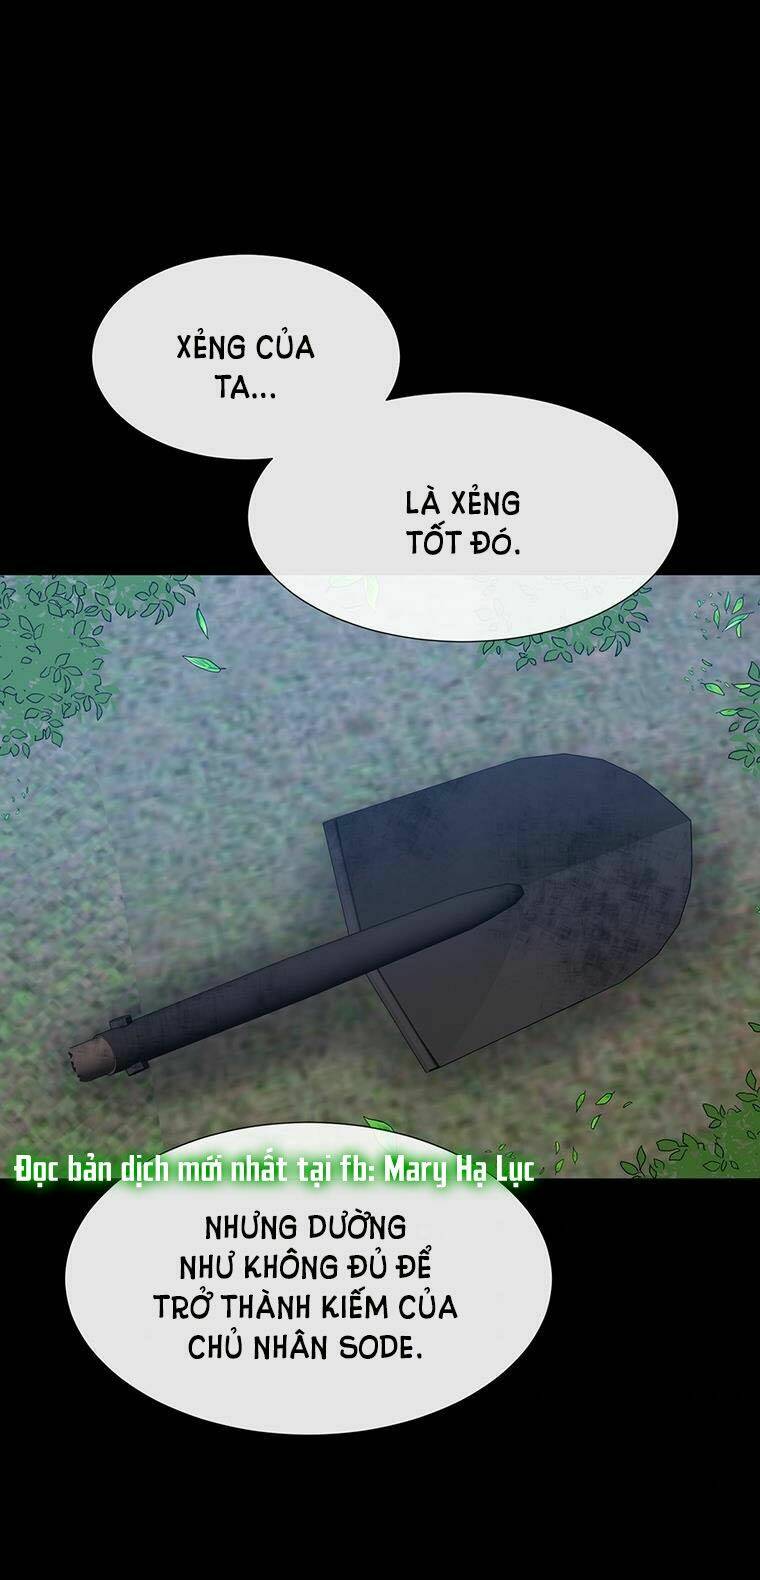 XẺNG CỦA
TA...
LÀ XẺNG
TỐT ĐÓ.
Đọc bản dịch mới nhất tại fb: Mary Hạ Lục
NHƯNG DƯỜNG
NHƯ KHÔNG ĐỦ ĐỂ
TRỞ THÀNH KIẾM CỦA
CHỦ NHÂN SODE.